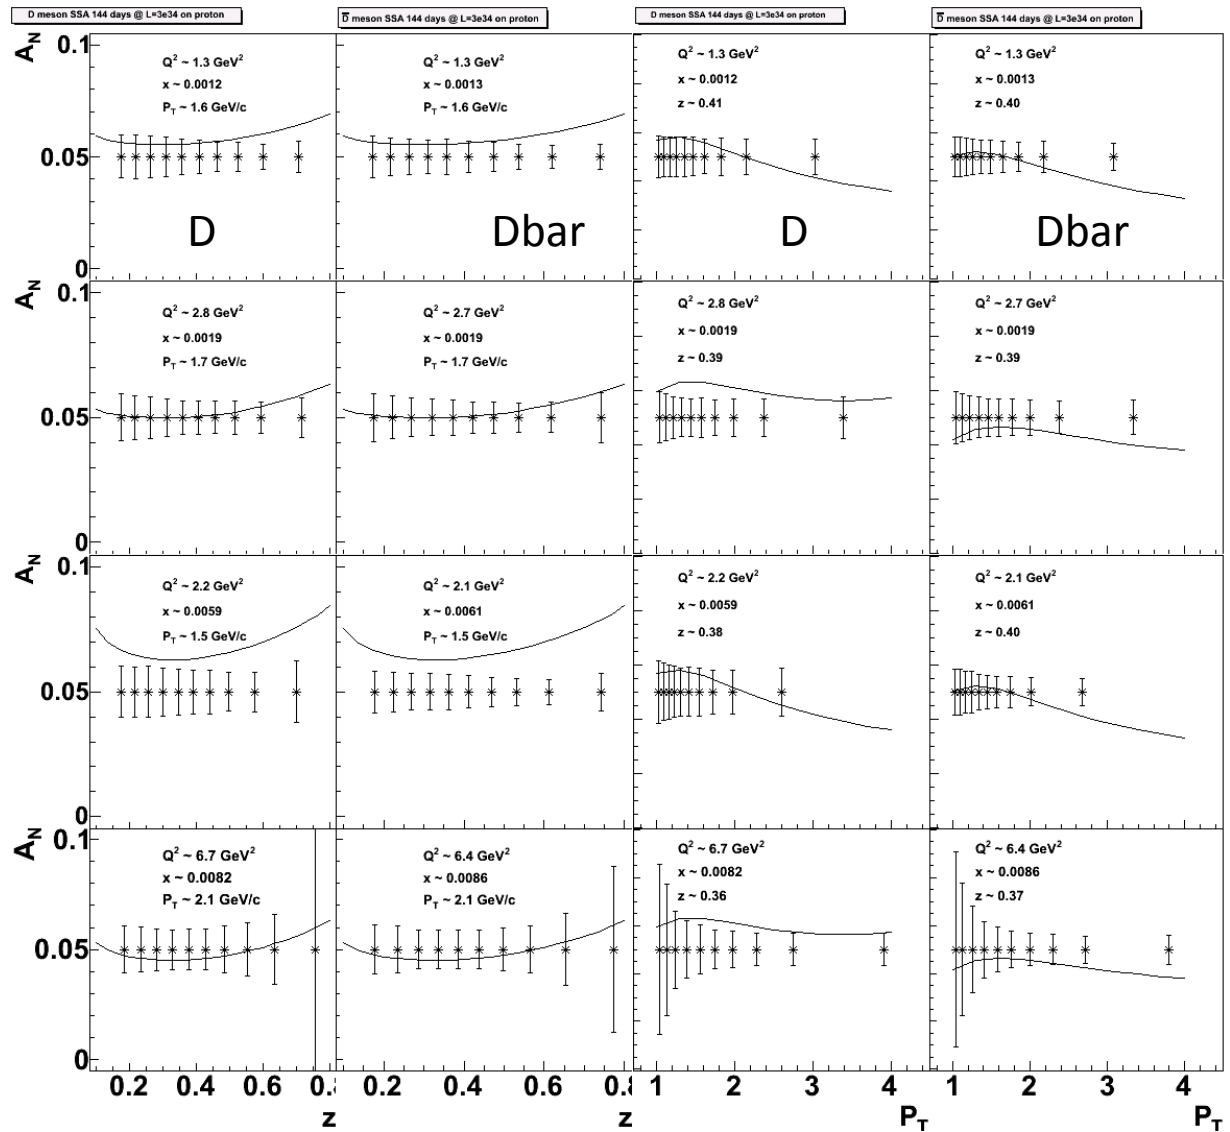 D meson SSA 144 days @ L=3e34 on proton
D̅ meson SSA 144 days @ L=3e34 on proton
D meson SSA 144 days @ L=3e34 on proton
D̅ meson SSA 144 days @ L=3e34 on proton
A_N
0.1
0.05
0
Q² ~ 1.3 GeV²
x ~ 0.0012
P_T ~ 1.6 GeV/c
D
Q² ~ 1.3 GeV²
x ~ 0.0013
P_T ~ 1.6 GeV/c
Dbar
Q² ~ 1.3 GeV²
x ~ 0.0012
z ~ 0.41
D
Q² ~ 1.3 GeV²
x ~ 0.0013
z ~ 0.40
Dbar
A_N
0.1
0.05
0
Q² ~ 2.8 GeV²
x ~ 0.0019
P_T ~ 1.7 GeV/c
Q² ~ 2.7 GeV²
x ~ 0.0019
P_T ~ 1.7 GeV/c
Q² ~ 2.8 GeV²
x ~ 0.0019
z ~ 0.39
Q² ~ 2.7 GeV²
x ~ 0.0019
z ~ 0.39
A_N
0.1
0.05
0
Q² ~ 2.2 GeV²
x ~ 0.0059
P_T ~ 1.5 GeV/c
Q² ~ 2.1 GeV²
x ~ 0.0061
P_T ~ 1.5 GeV/c
Q² ~ 2.2 GeV²
x ~ 0.0059
z ~ 0.38
Q² ~ 2.1 GeV²
x ~ 0.0061
z ~ 0.40
A_N
0.1
0.05
0
Q² ~ 6.7 GeV²
x ~ 0.0082
P_T ~ 2.1 GeV/c
Q² ~ 6.4 GeV²
x ~ 0.0086
P_T ~ 2.1 GeV/c
Q² ~ 6.7 GeV²
x ~ 0.0082
z ~ 0.36
Q² ~ 6.4 GeV²
x ~ 0.0086
z ~ 0.37
0.2 0.4 0.6
0.2 0.4 0.6
1 2 3 4
1 2 3 4
z
z
P_T
P_T